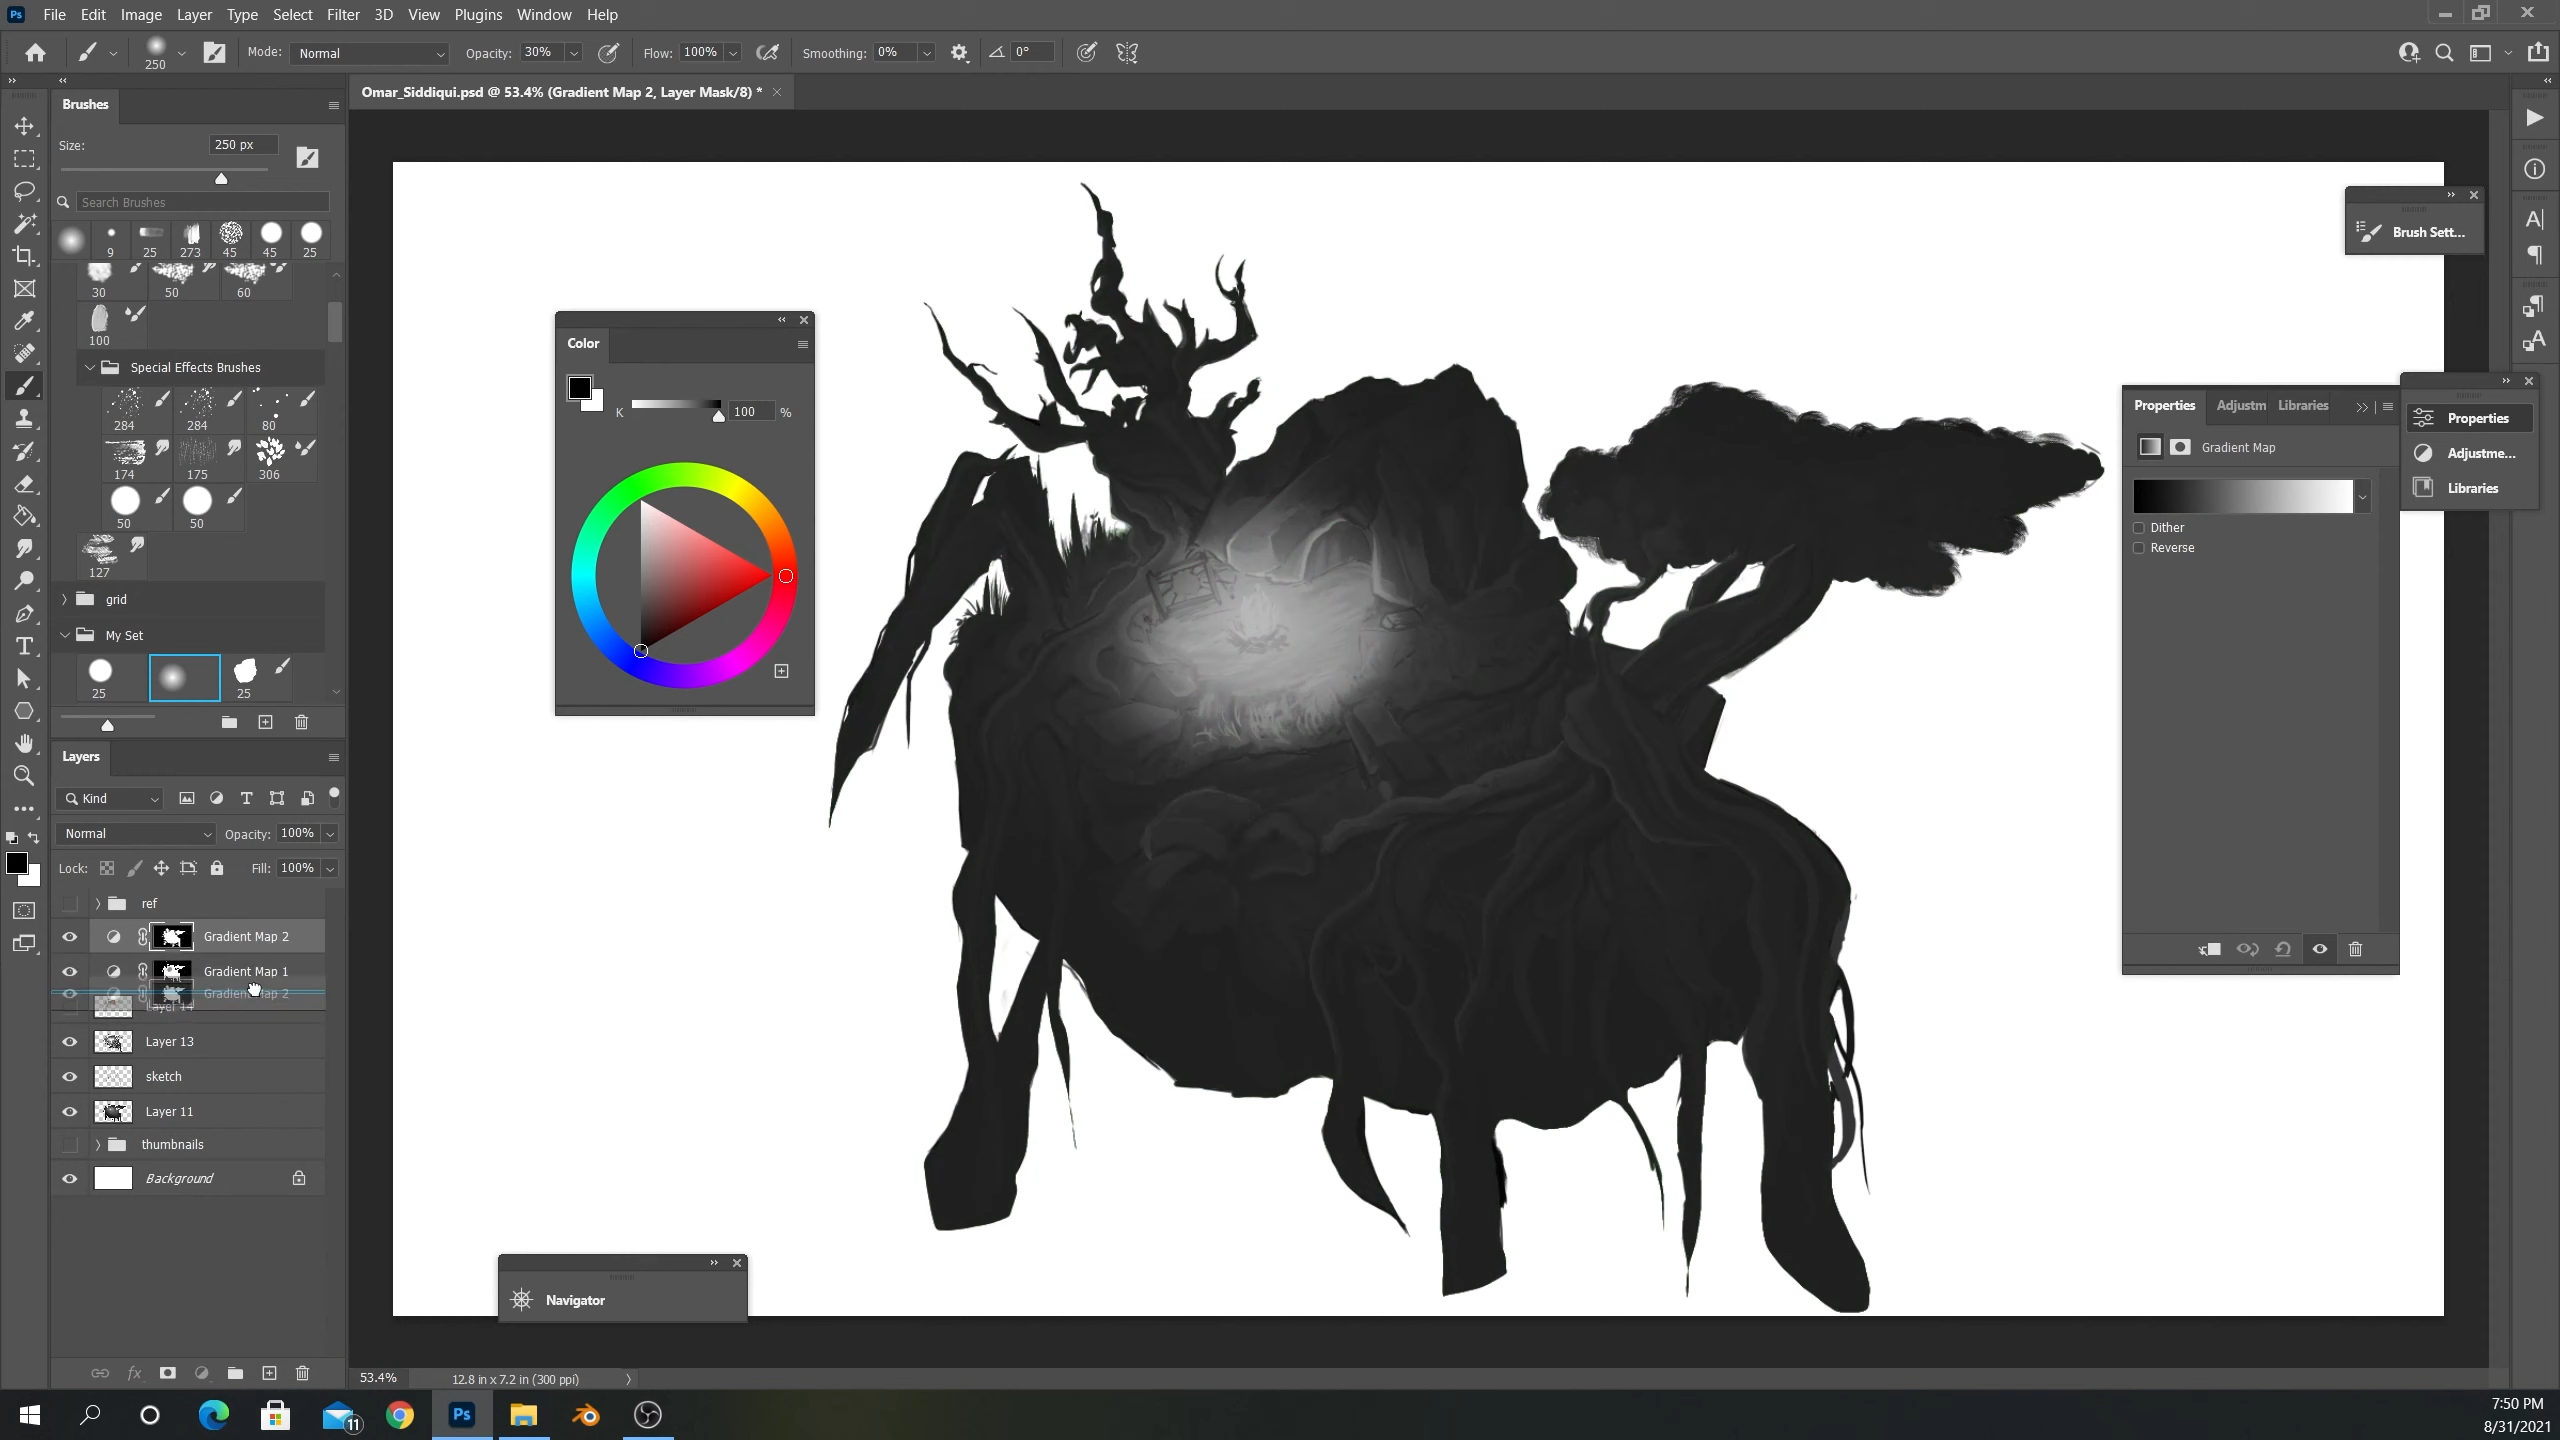 File Edit Image Layer Type Select Filter 3D View Plugins Window Help
250 Mode: Normal Opacity: 30% Flow: 100% Smoothing: 0% 0°
Omar_Siddiqui.psd @ 53.4% (Gradient Map 2, Layer Mask/8) *
Brushes
Size: 250 px
Search Brushes
9 25 273 45 45 25
30 50 60
100
Special Effects Brushes
284 284 80
174 175 306
50 50
127
grid
My Set
25 25
Layers
Kind
Normal Opacity: 100%
Lock: Fill: 100%
ref
Gradient Map 2
Gradient Map 1
Gradient Map 2
Layer 14
Layer 13
sketch
Layer 11
thumbnails
Background
Color
K 100 %
Navigator
Brush Sett...
Properties Adjustm Libraries
Gradient Map
Dither
Reverse
Properties
Adjustme...
Libraries
53.4% 12.8 in x 7.2 in (300 ppi)
Ps
11
7:50 PM
8/31/2021